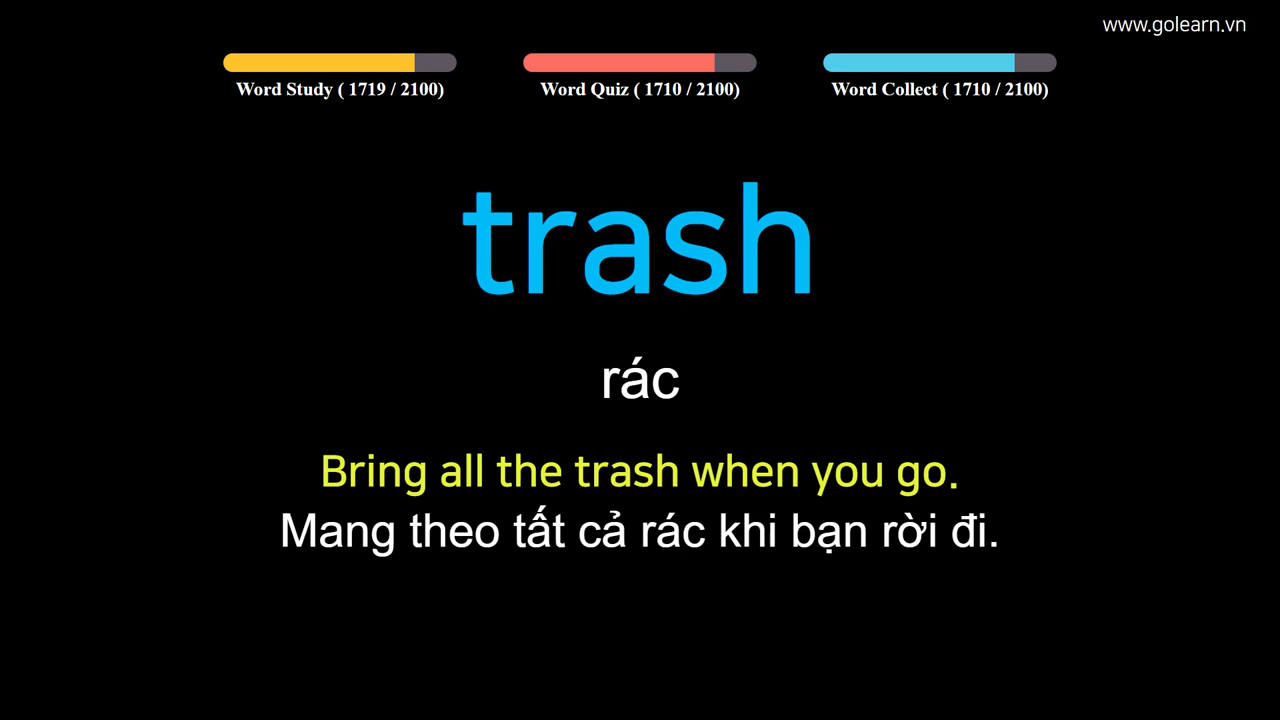 www.golearn.vn
Word Study ( 1719 / 2100)
Word Quiz ( 1710 / 2100)
Word Collect ( 1710 / 2100)
trash
rác
Bring all the trash when you go.
Mang theo tất cả rác khi bạn rời đi.